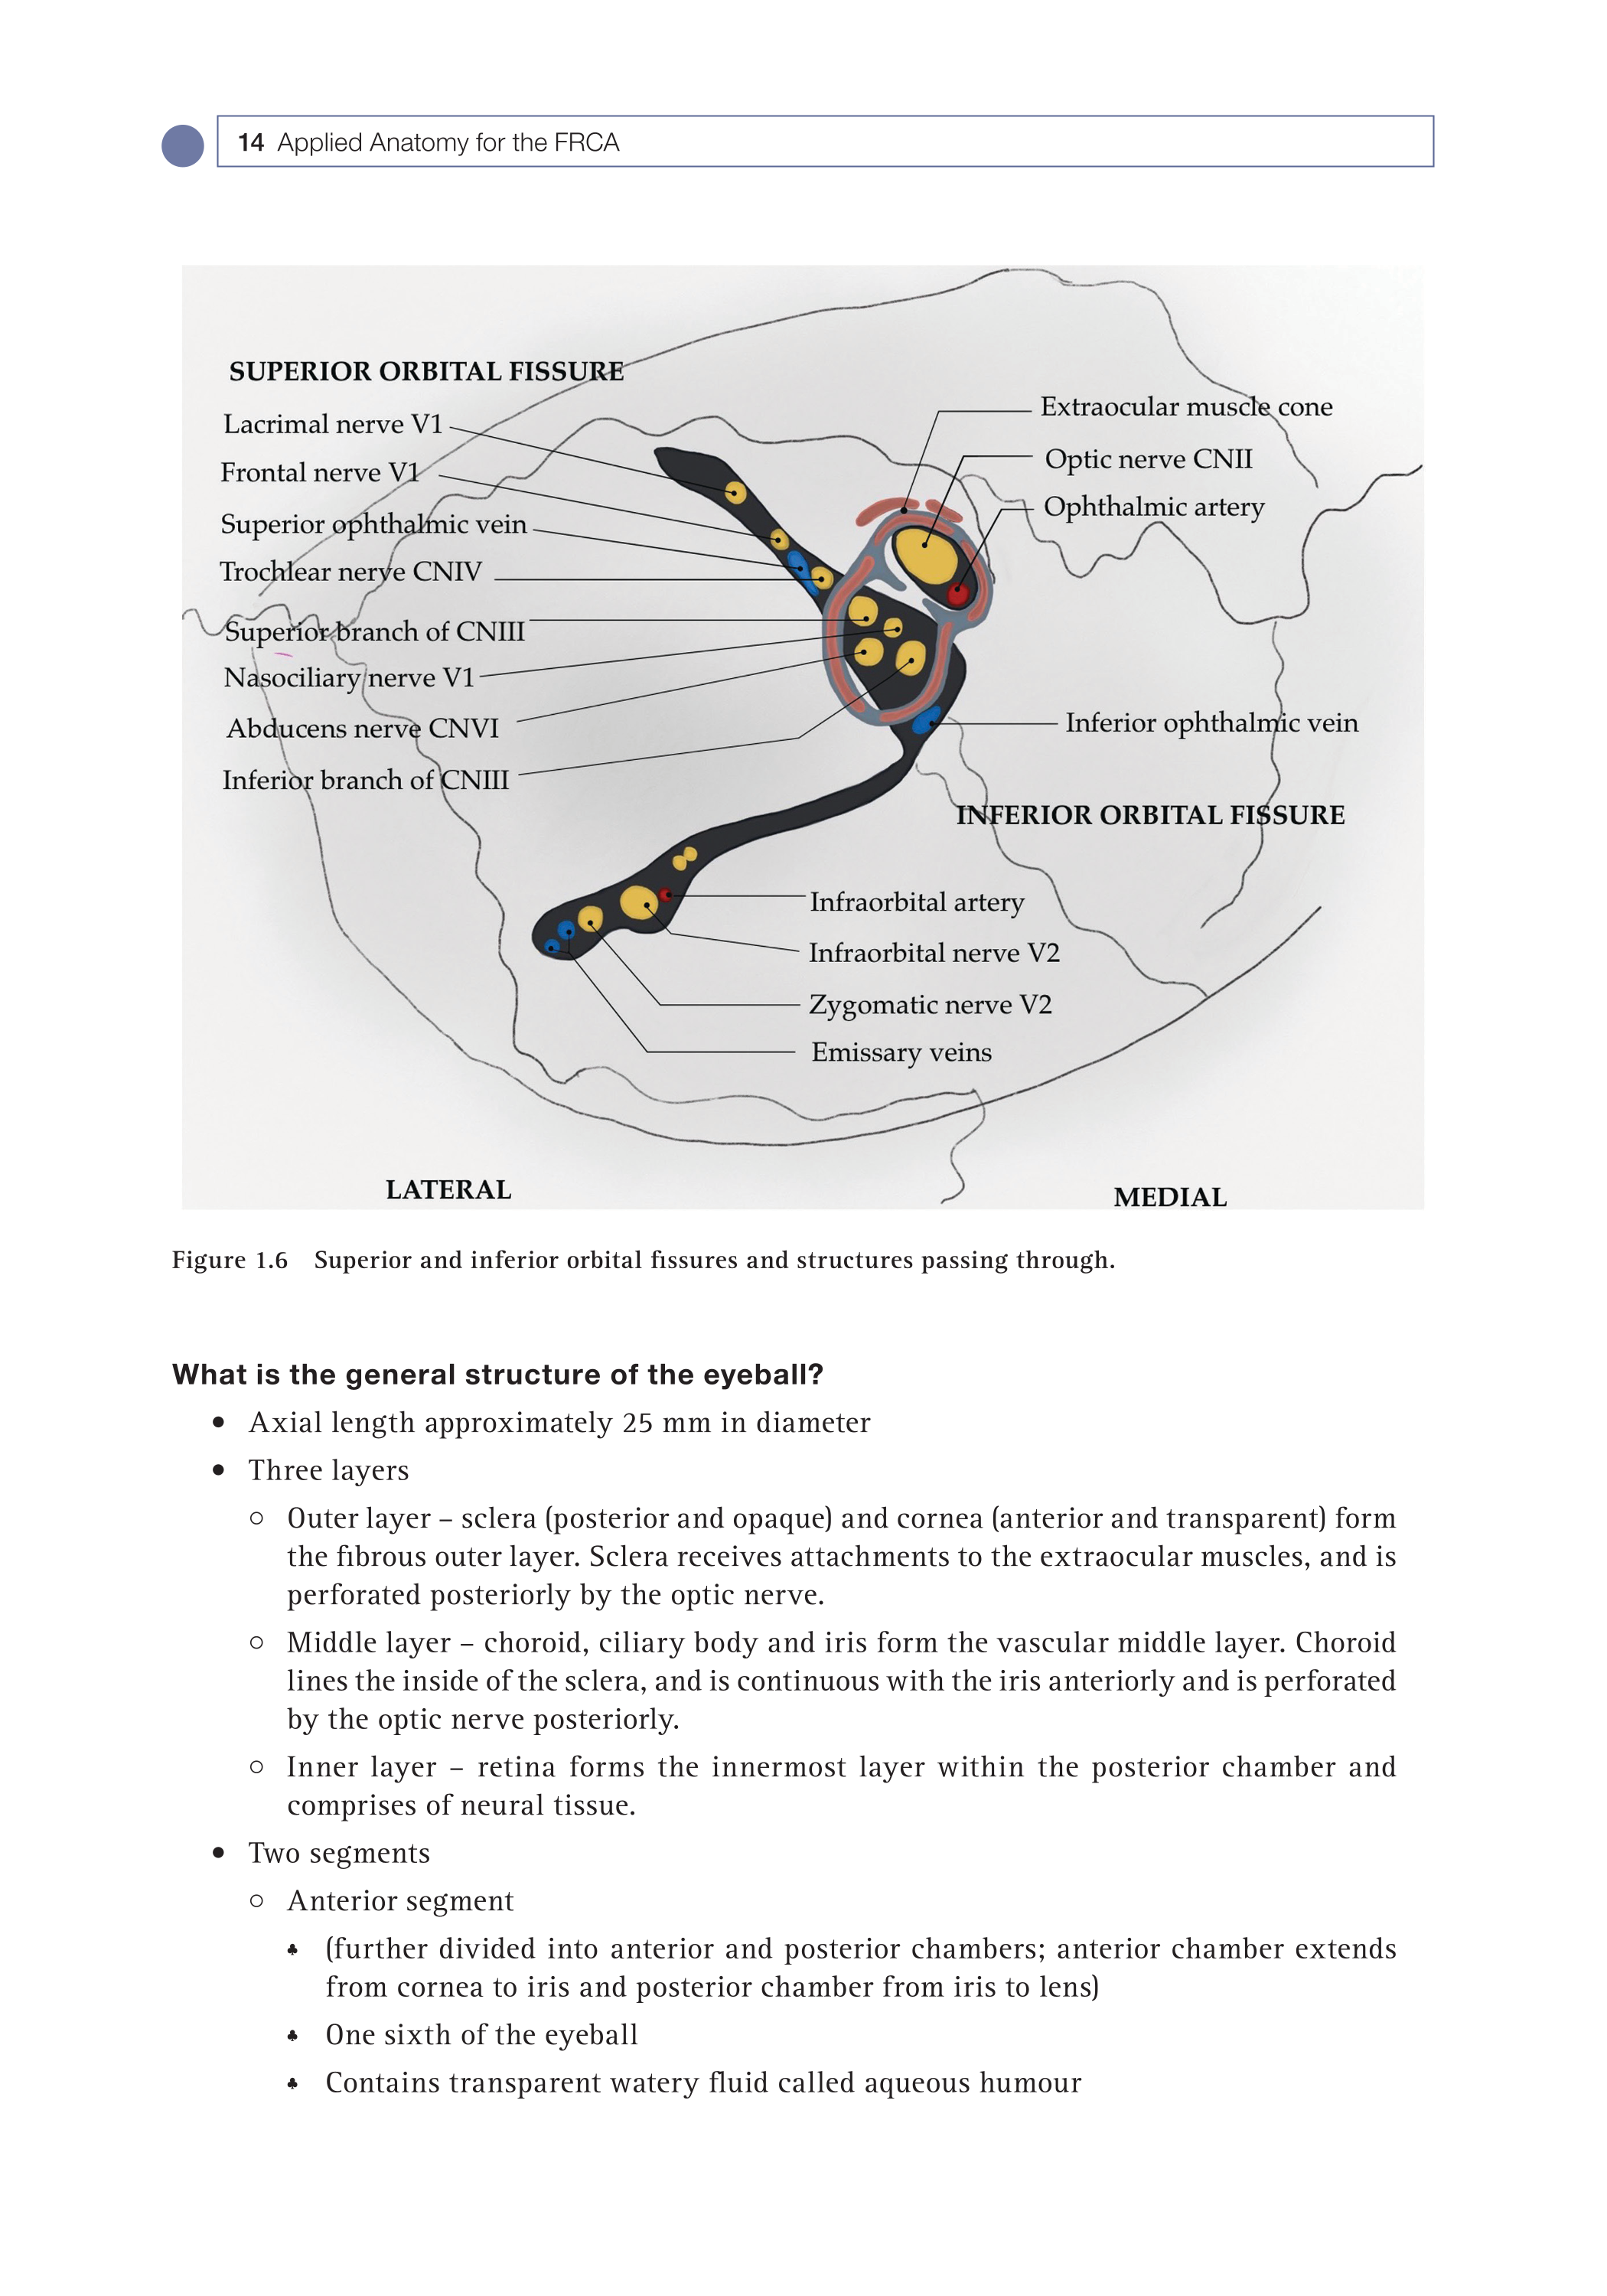 14 Applied Anatomy for the FRCA
SUPERIOR ORBITAL FISSURE
Lacrimal nerve V1
Frontal nerve V1
Superior ophthalmic vein
Trochlear nerve CNIV
Superior branch of CNIII
Nasociliary nerve V1
Abducens nerve CNVI
Inferior branch of CNIII
Extraocular muscle cone
Optic nerve CNII
Ophthalmic artery
Inferior ophthalmic vein
INFERIOR ORBITAL FISSURE
Infraorbital artery
Infraorbital nerve V2
Zygomatic nerve V2
Emissary veins
LATERAL
MEDIAL
Figure 1.6 Superior and inferior orbital fissures and structures passing through.
What is the general structure of the eyeball?
• Axial length approximately 25 mm in diameter
• Three layers
○ Outer layer – sclera (posterior and opaque) and cornea (anterior and transparent) form
the fibrous outer layer. Sclera receives attachments to the extraocular muscles, and is
perforated posteriorly by the optic nerve.
○ Middle layer – choroid, ciliary body and iris form the vascular middle layer. Choroid
lines the inside of the sclera, and is continuous with the iris anteriorly and is perforated
by the optic nerve posteriorly.
○ Inner layer – retina forms the innermost layer within the posterior chamber and
comprises of neural tissue.
• Two segments
○ Anterior segment
♣ (further divided into anterior and posterior chambers; anterior chamber extends
from cornea to iris and posterior chamber from iris to lens)
♣ One sixth of the eyeball
♣ Contains transparent watery fluid called aqueous humour